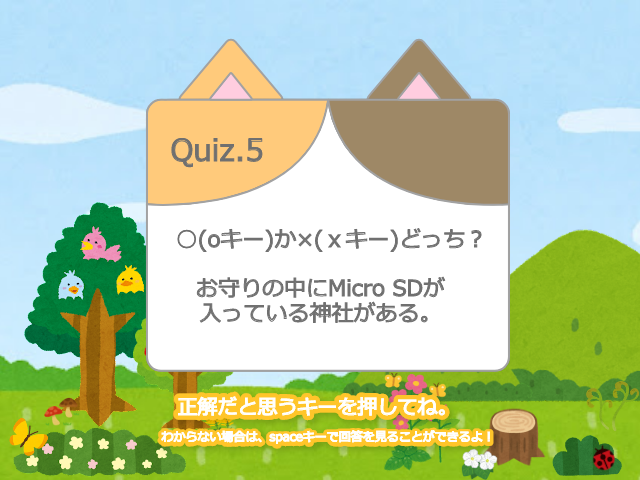 Quiz.5
○(oキー)か×(ｘキー)どっち？
お守りの中にMicro SDが
入っている神社がある。
正解だと思うキーを押してね。
わからない場合は、spaceキーで回答を見ることができるよ！